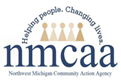 Helping people. Changing lives.
nmcaa
Northwest Michigan Community Action Agency